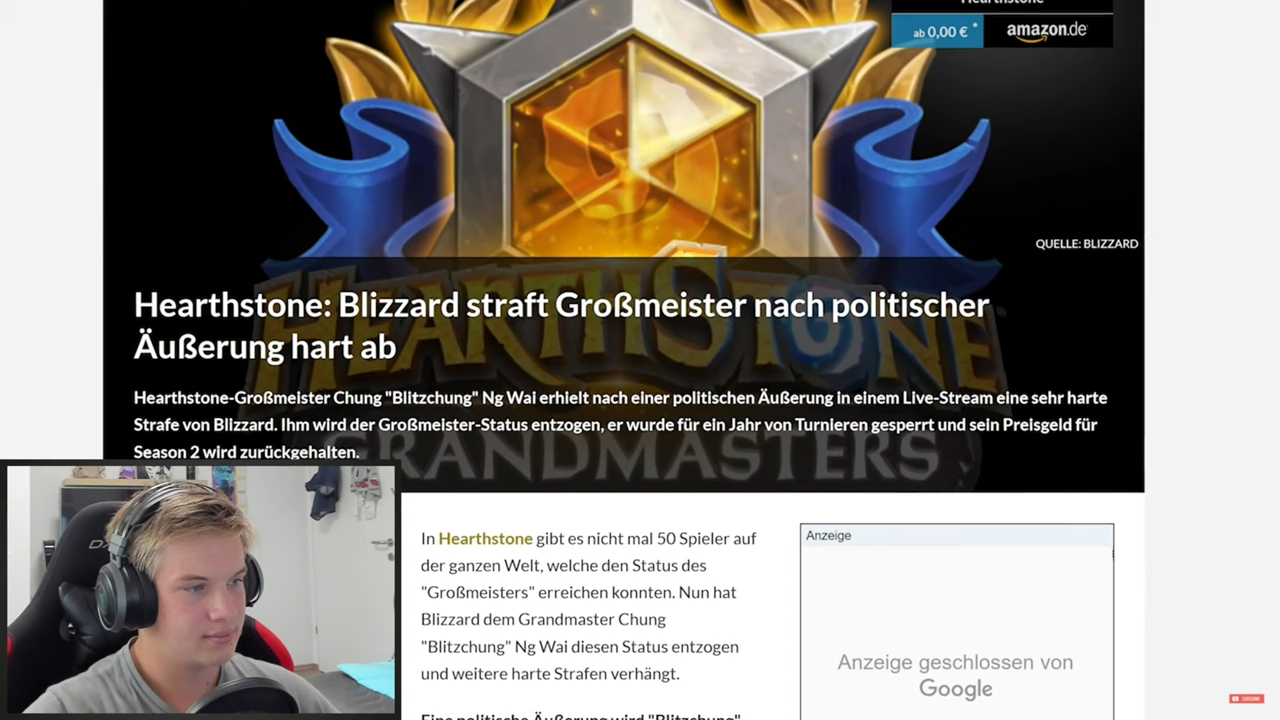 Hearthstone
ab 0,00 € *
amazon.de
QUELLE: BLIZZARD
HEARTHSTONE
GRANDMASTERS
Hearthstone: Blizzard straft Großmeister nach politischer
Äußerung hart ab
Hearthstone-Großmeister Chung "Blitzchung" Ng Wai erhielt nach einer politischen Äußerung in einem Live-Stream eine sehr harte
Strafe von Blizzard. Ihm wird der Großmeister-Status entzogen, er wurde für ein Jahr von Turnieren gesperrt und sein Preisgeld für
Season 2 wird zurückgehalten.
In Hearthstone gibt es nicht mal 50 Spieler auf
der ganzen Welt, welche den Status des
"Großmeisters" erreichen konnten. Nun hat
Blizzard dem Grandmaster Chung
"Blitzchung" Ng Wai diesen Status entzogen
und weitere harte Strafen verhängt.
Eine politische Äußerung wird "Blitzchung"
Anzeige
Anzeige geschlossen von
Google